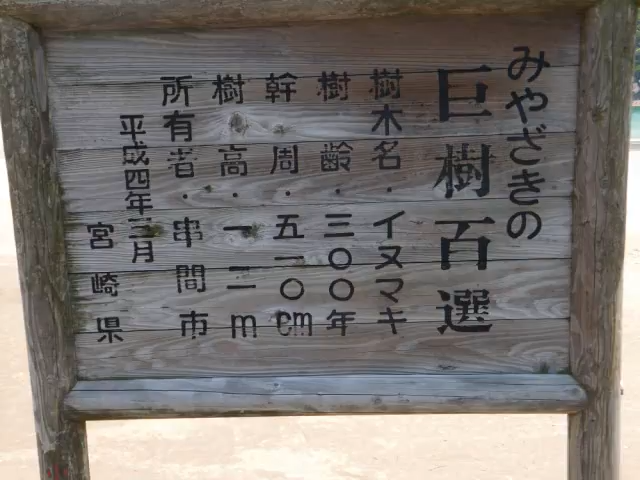 みやざきの
巨樹百選
樹木名・イヌマキ
樹齢・三〇〇年
幹周・五一〇cm
樹高・一二m
所有者・串間市
平成四年三月
宮崎県